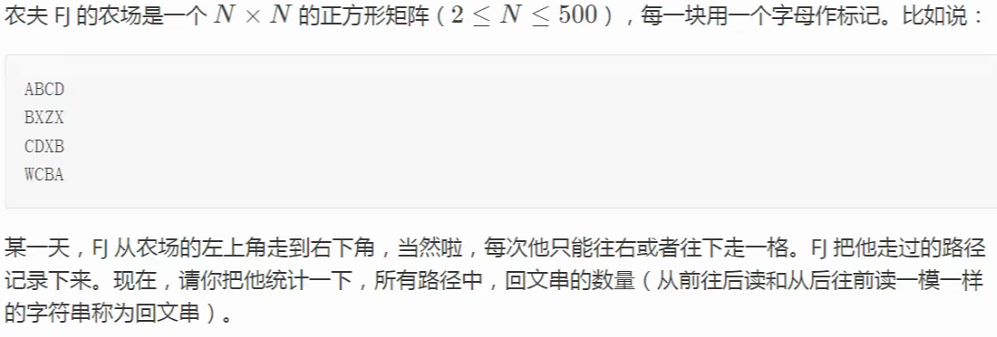 农夫 FJ 的农场是一个 N × N 的正方形矩阵（2 ≤ N ≤ 500），每一块用一个字母作标记。比如说：
ABCD
BXZX
CDXB
WCBA
某一天，FJ 从农场的左上角走到右下角，当然啦，每次他只能往右或者往下走一格。FJ 把他走过的路径
记录下来。现在，请你把他统计一下，所有路径中，回文串的数量（从前往后读和从后往前读一模一样
的字符串称为回文串）。